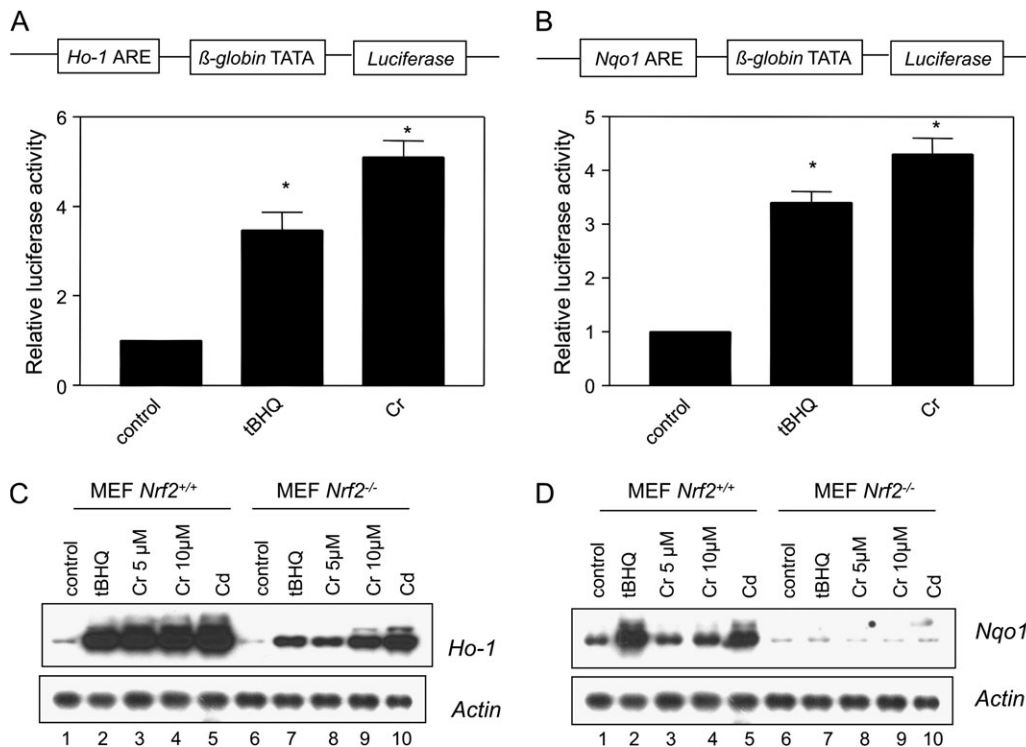 A
Ho-1 ARE
ß-globin TATA
Luciferase
Relative luciferase activity
6
4
2
0
*
*
control
tBHQ
Cr
B
Nqo1 ARE
ß-globin TATA
Luciferase
Relative luciferase activity
5
4
3
2
1
0
*
*
control
tBHQ
Cr
C
MEF Nrf2+/+
MEF Nrf2-/-
control
tBHQ
Cr 5 µM
Cr 10µM
Cd
control
tBHQ
Cr 5µM
Cr 10µM
Cd
Ho-1
Actin
1 2 3 4 5 6 7 8 9 10
D
MEF Nrf2+/+
MEF Nrf2-/-
control
tBHQ
Cr 5 µM
Cr 10µM
Cd
control
tBHQ
Cr 5µM
Cr 10µM
Cd
Nqo1
Actin
1 2 3 4 5 6 7 8 9 10